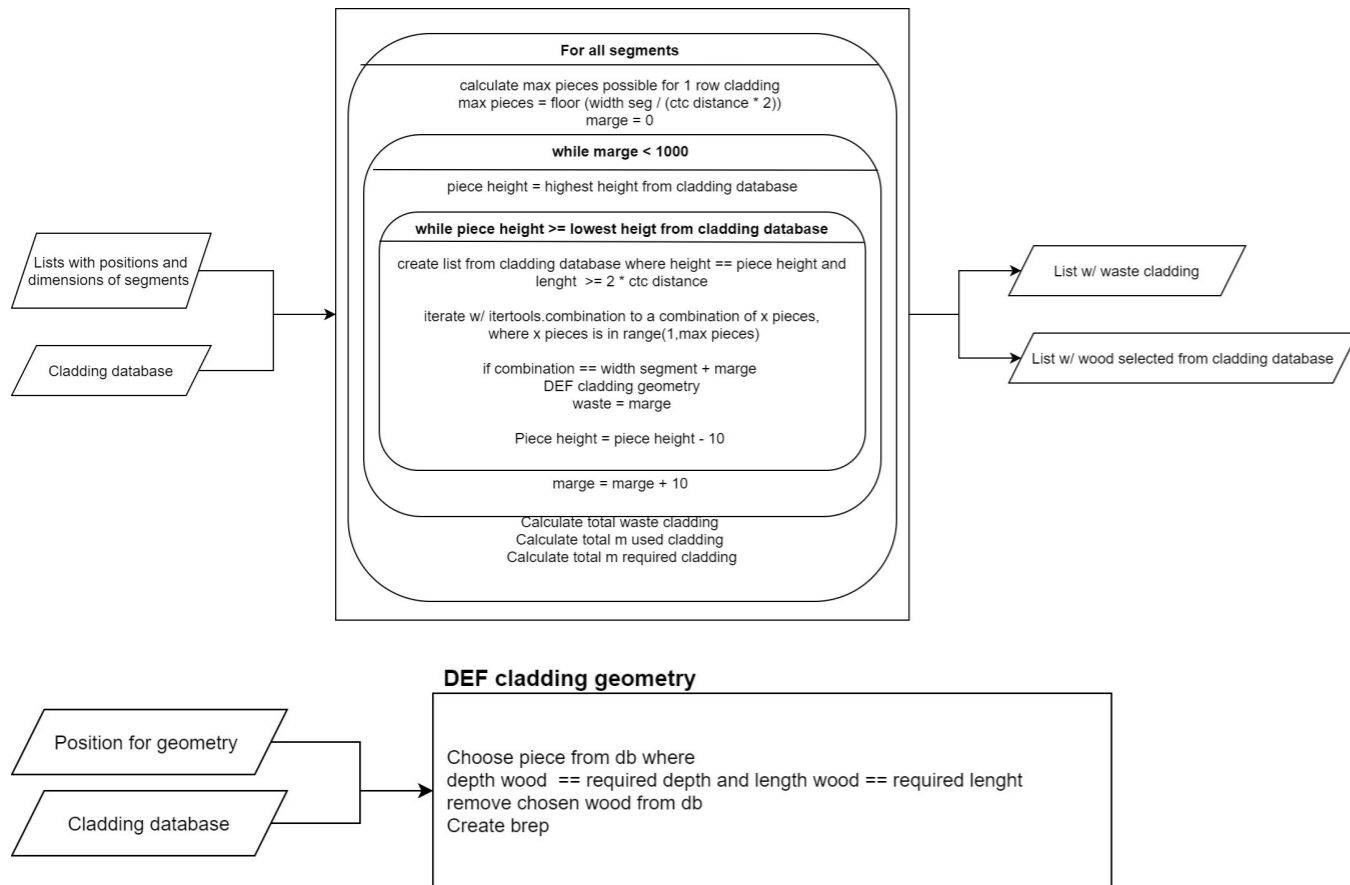 For all segments
calculate max pieces possible for 1 row cladding
max pieces = floor (width seg / (ctc distance * 2))
marge = 0
while marge < 1000
piece height = highest height from cladding database
while piece height >= lowest heigt from cladding database
create list from cladding database where height == piece height and
lenght  >= 2 * ctc distance
iterate w/ itertools.combination to a combination of x pieces,
where x pieces is in range(1,max pieces)
if combination == width segment + marge
DEF cladding geometry
waste = marge
Piece height = piece height - 10
marge = marge + 10
Calculate total waste cladding
Calculate total m used cladding
Calculate total m required cladding
Lists with positions and
dimensions of segments
Cladding database
List w/ waste cladding
List w/ wood selected from cladding database
DEF cladding geometry
Position for geometry
Cladding database
Choose piece from db where
depth wood  == required depth and length wood == required lenght
remove chosen wood from db
Create brep